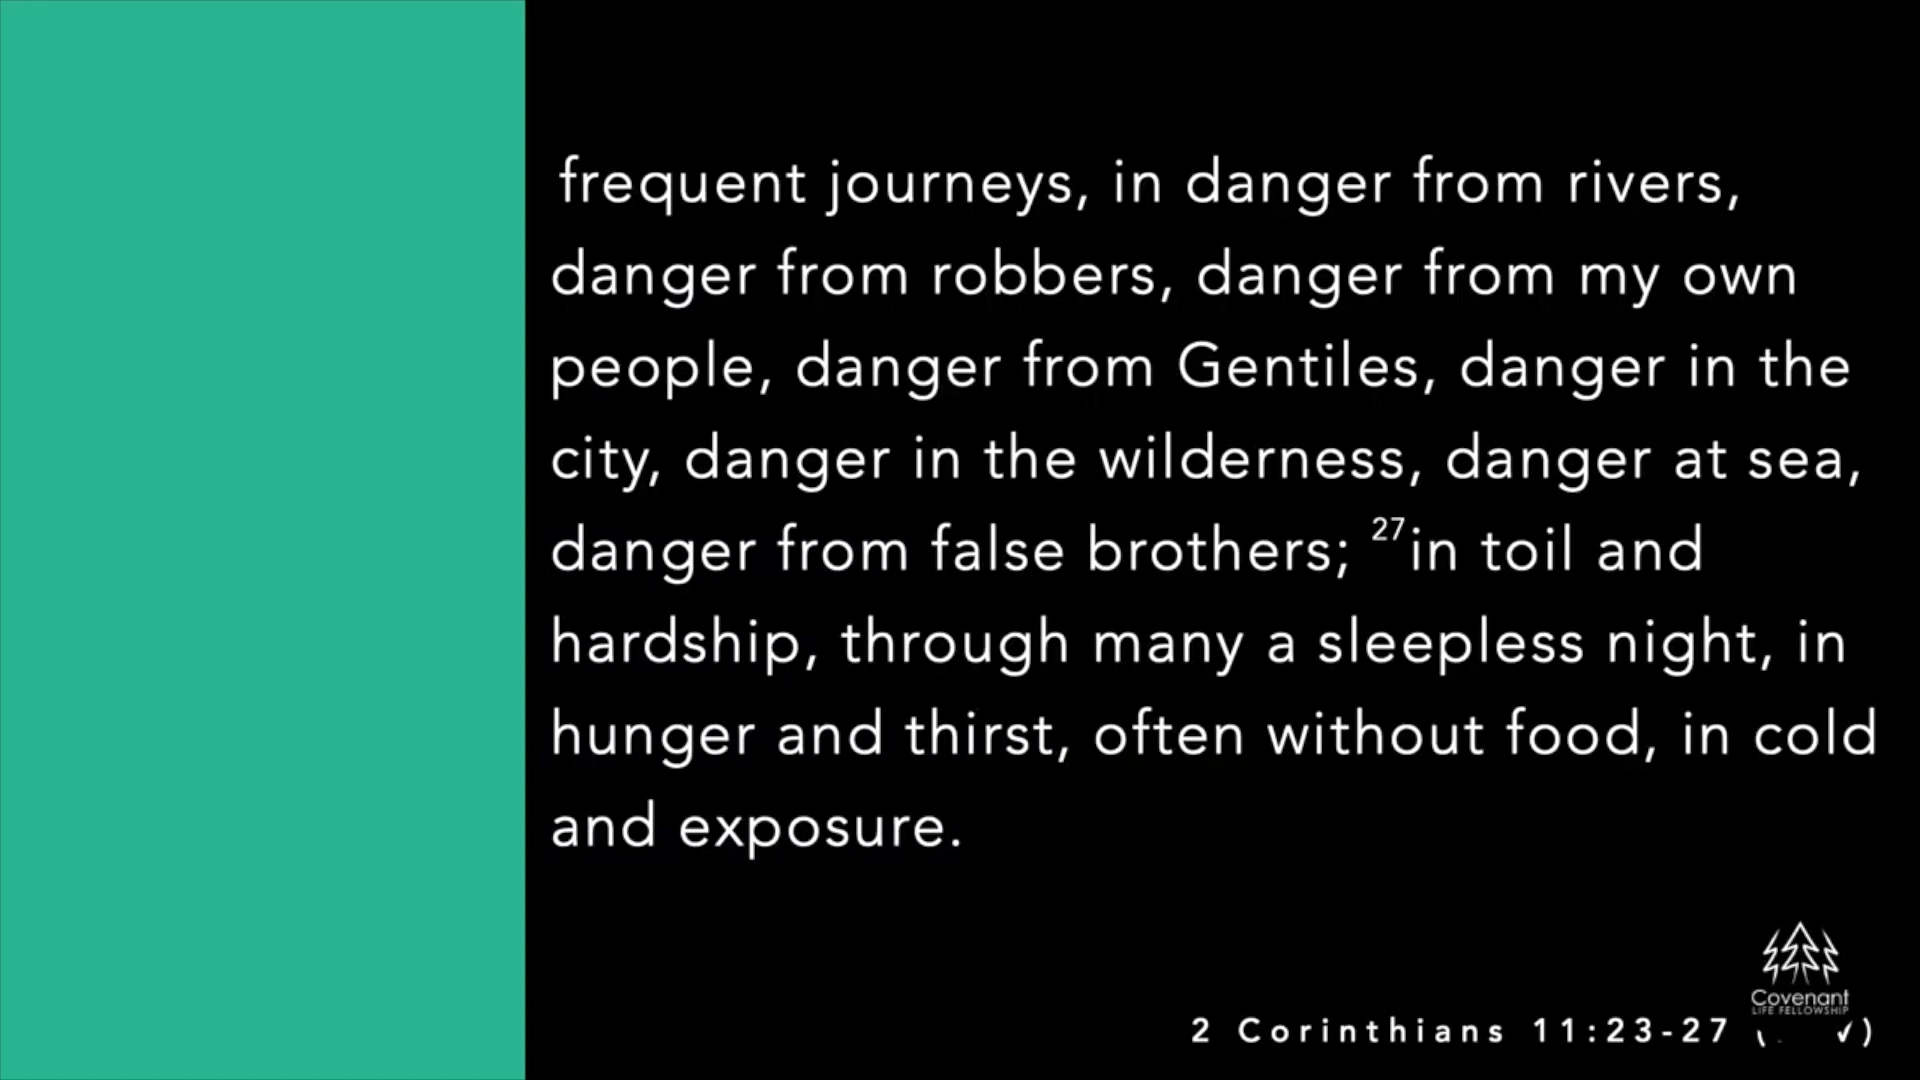 frequent journeys, in danger from rivers,
danger from robbers, danger from my own
people, danger from Gentiles, danger in the
city, danger in the wilderness, danger at sea,
danger from false brothers; 27in toil and
hardship, through many a sleepless night, in
hunger and thirst, often without food, in cold
and exposure.
Covenant
LIFE FELLOWSHIP
2 Corinthians 11:23-27